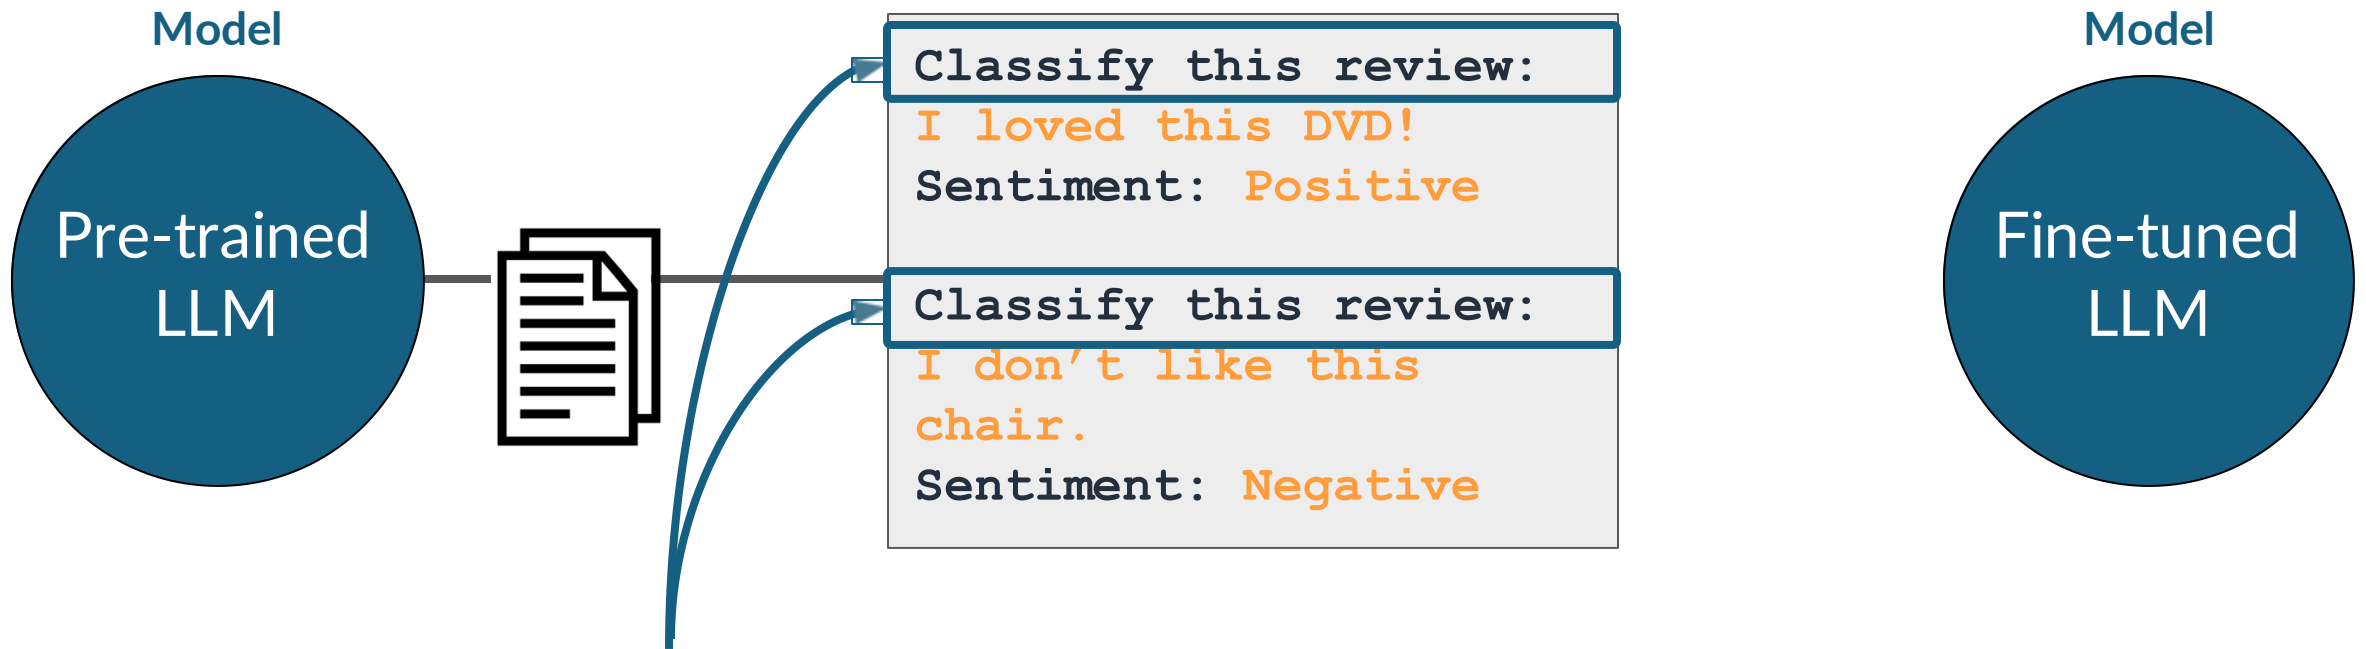 Model
Pre-trained
LLM
Classify this review:
I loved this DVD!
Sentiment: Positive
Classify this review:
I don’t like this
chair.
Sentiment: Negative
Model
Fine-tuned
LLM